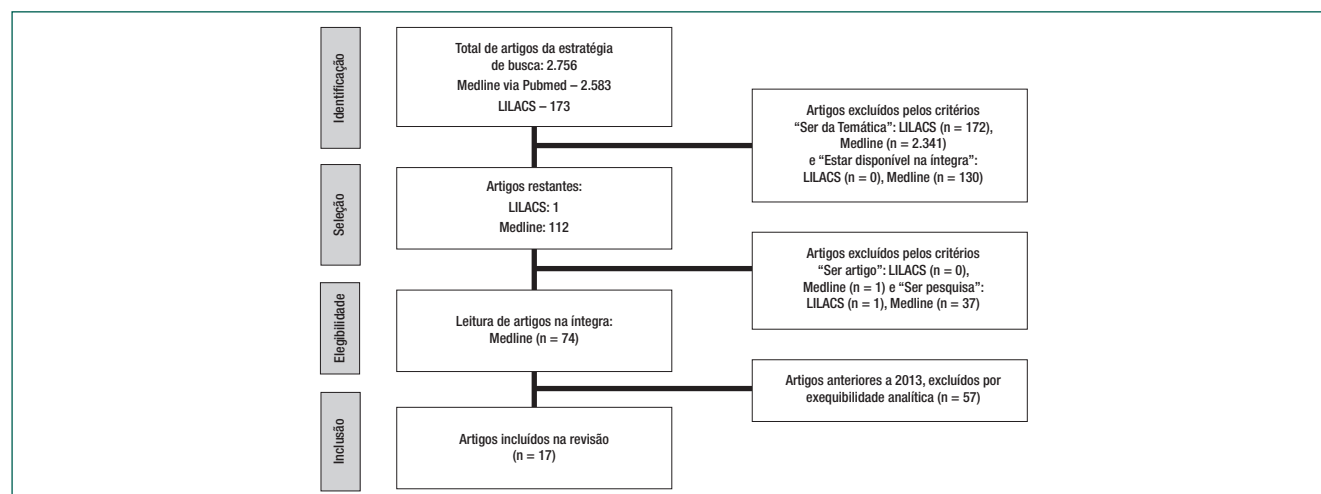 Identificação
Total de artigos da estratégia
de busca: 2.756
Medline via Pubmed – 2.583
LILACS – 173
Artigos excluídos pelos critérios
“Ser da Temática”: LILACS (n = 172),
Medline (n = 2.341)
e “Estar disponível na íntegra”:
LILACS (n = 0), Medline (n = 130)
Seleção
Artigos restantes:
LILACS: 1
Medline: 112
Artigos excluídos pelos critérios
“Ser artigo”: LILACS (n = 0),
Medline (n = 1) e “Ser pesquisa”:
LILACS (n = 1), Medline (n = 37)
Elegibilidade
Leitura de artigos na íntegra:
Medline (n = 74)
Artigos anteriores a 2013, excluídos por
exequibilidade analítica (n = 57)
Inclusão
Artigos incluídos na revisão
(n = 17)